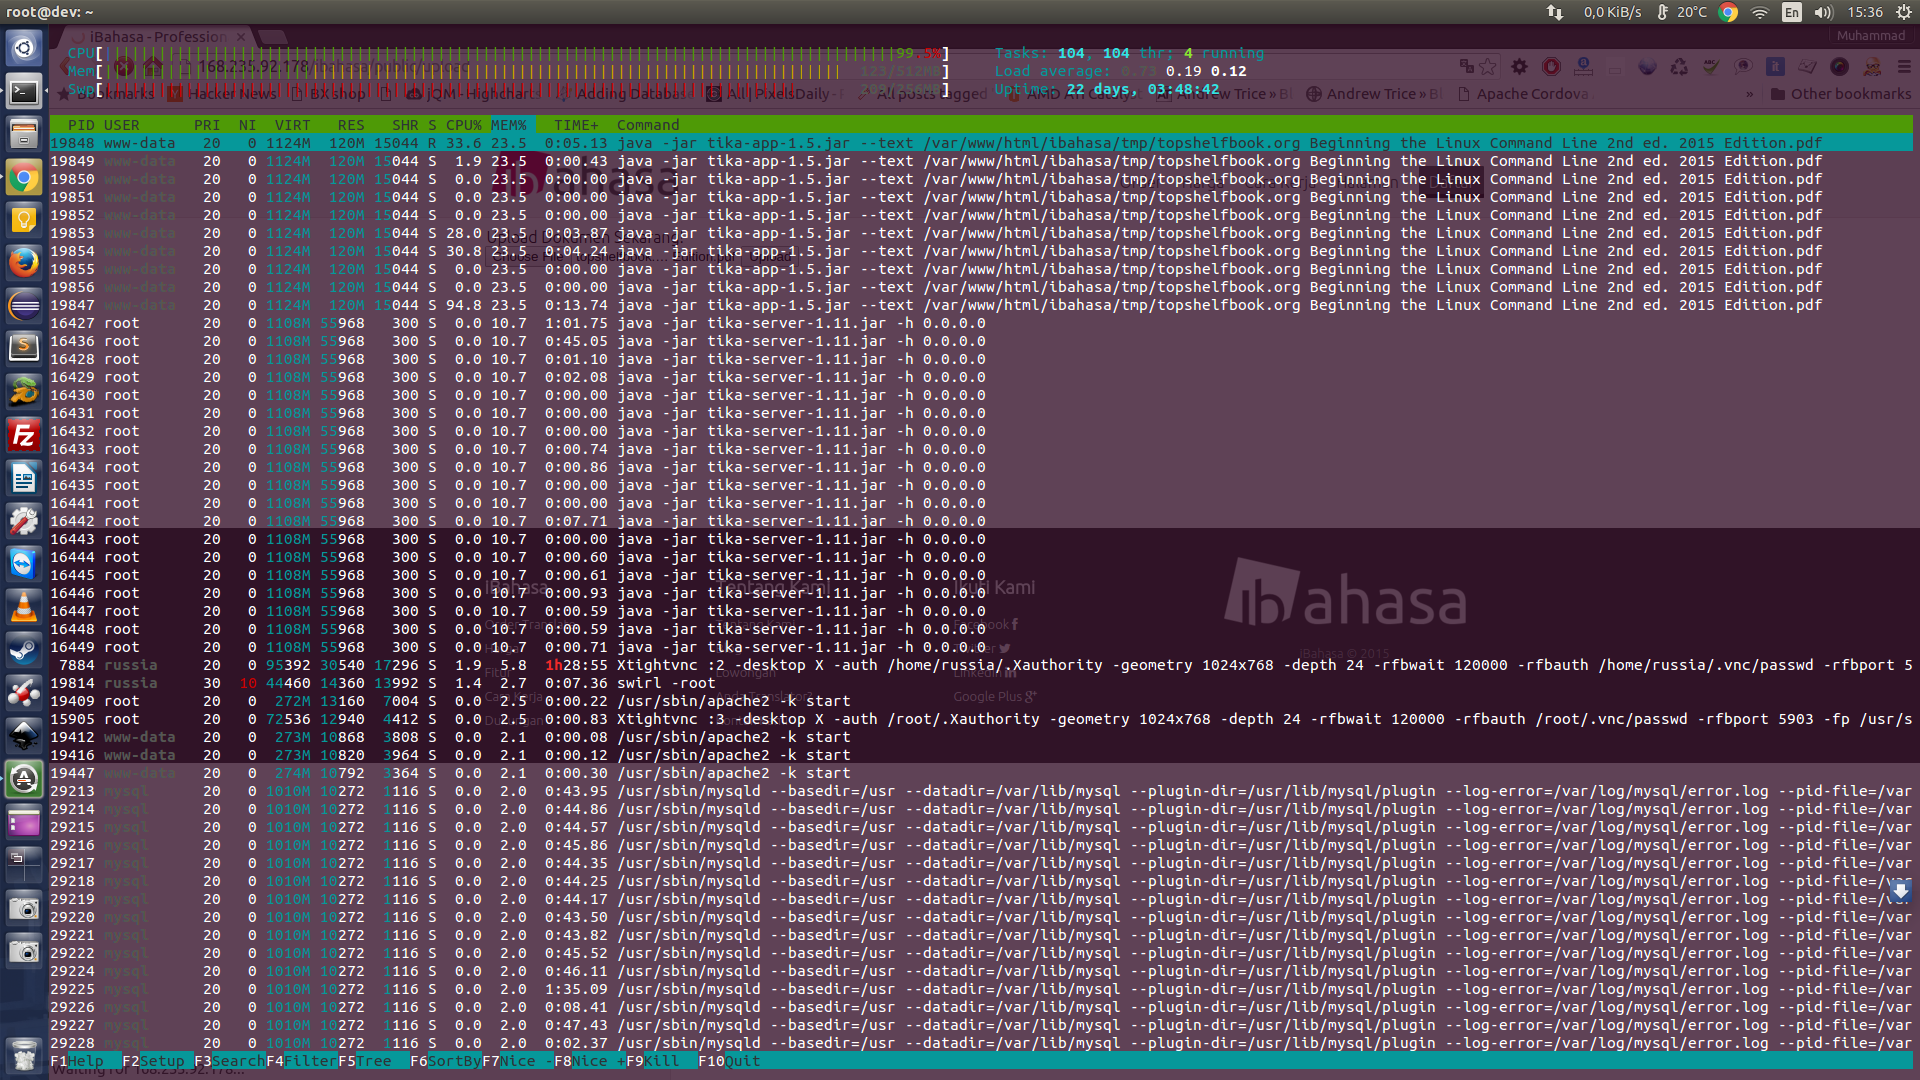 root@dev: ~
0,0 KiB/s 20°C En 15:36
iBahasa - Profession ×
Muhammad
CPU[99.5%] Tasks: 104, 104 thr; 4 running
168.235.92.178/ibahasa/public/upload
Mem[123/512MB] Load average: 0.73 0.19 0.12
Swp[209/256MB] Uptime: 22 days, 03:48:42
Bookmarks Hacker News BX shop jQM - Highcharts Adding Database All | PixelsDaily - All posts tagged AMD ATI Catalyst Andrew Trice » Bl Andrew Trice » Bl Apache Cordova » Other bookmarks
PID USER PRI NI VIRT RES SHR S CPU% MEM% TIME+ Command
19848 www-data 20 0 1124M 120M 15044 R 33.6 23.5 0:05.13 java -jar tika-app-1.5.jar --text /var/www/html/ibahasa/tmp/topshelfbook.org Beginning the Linux Command Line 2nd ed. 2015 Edition.pdf
19849 www-data 20 0 1124M 120M 15044 S 1.9 23.5 0:00.43 java -jar tika-app-1.5.jar --text /var/www/html/ibahasa/tmp/topshelfbook.org Beginning the Linux Command Line 2nd ed. 2015 Edition.pdf
19850 www-data 20 0 1124M 120M 15044 S 0.0 23.5 0:00.00 java -jar tika-app-1.5.jar --text /var/www/html/ibahasa/tmp/topshelfbook.org Beginning the Linux Command Line 2nd ed. 2015 Edition.pdf
19851 www-data 20 0 1124M 120M 15044 S 0.0 23.5 0:00.00 java -jar tika-app-1.5.jar --text /var/www/html/ibahasa/tmp/topshelfbook.org Beginning the Linux Command Line 2nd ed. 2015 Edition.pdf
19852 www-data 20 0 1124M 120M 15044 S 0.0 23.5 0:00.00 java -jar tika-app-1.5.jar --text /var/www/html/ibahasa/tmp/topshelfbook.org Beginning the Linux Command Line 2nd ed. 2015 Edition.pdf
19853 www-data 20 0 1124M 120M 15044 S 28.0 23.5 0:03.87 java -jar tika-app-1.5.jar --text /var/www/html/ibahasa/tmp/topshelfbook.org Beginning the Linux Command Line 2nd ed. 2015 Edition.pdf
Upload Dokumen Sekarang:
19854 www-data 20 0 1124M 120M 15044 S 30.8 23.5 0:04.24 java -jar tika-app-1.5.jar --text /var/www/html/ibahasa/tmp/topshelfbook.org Beginning the Linux Command Line 2nd ed. 2015 Edition.pdf
Choose File topshelfbook.... Edition.pdf Upload
19855 www-data 20 0 1124M 120M 15044 S 0.0 23.5 0:00.00 java -jar tika-app-1.5.jar --text /var/www/html/ibahasa/tmp/topshelfbook.org Beginning the Linux Command Line 2nd ed. 2015 Edition.pdf
19856 www-data 20 0 1124M 120M 15044 S 0.0 23.5 0:00.00 java -jar tika-app-1.5.jar --text /var/www/html/ibahasa/tmp/topshelfbook.org Beginning the Linux Command Line 2nd ed. 2015 Edition.pdf
19847 www-data 20 0 1124M 120M 15044 S 94.8 23.5 0:13.74 java -jar tika-app-1.5.jar --text /var/www/html/ibahasa/tmp/topshelfbook.org Beginning the Linux Command Line 2nd ed. 2015 Edition.pdf
16427 root 20 0 1108M 55968 300 S 0.0 10.7 1:01.75 java -jar tika-server-1.11.jar -h 0.0.0.0
16436 root 20 0 1108M 55968 300 S 0.0 10.7 0:45.05 java -jar tika-server-1.11.jar -h 0.0.0.0
16428 root 20 0 1108M 55968 300 S 0.0 10.7 0:01.10 java -jar tika-server-1.11.jar -h 0.0.0.0
16429 root 20 0 1108M 55968 300 S 0.0 10.7 0:02.08 java -jar tika-server-1.11.jar -h 0.0.0.0
16430 root 20 0 1108M 55968 300 S 0.0 10.7 0:00.00 java -jar tika-server-1.11.jar -h 0.0.0.0
16431 root 20 0 1108M 55968 300 S 0.0 10.7 0:00.00 java -jar tika-server-1.11.jar -h 0.0.0.0
16432 root 20 0 1108M 55968 300 S 0.0 10.7 0:00.00 java -jar tika-server-1.11.jar -h 0.0.0.0
16433 root 20 0 1108M 55968 300 S 0.0 10.7 0:00.74 java -jar tika-server-1.11.jar -h 0.0.0.0
16434 root 20 0 1108M 55968 300 S 0.0 10.7 0:00.86 java -jar tika-server-1.11.jar -h 0.0.0.0
16435 root 20 0 1108M 55968 300 S 0.0 10.7 0:00.00 java -jar tika-server-1.11.jar -h 0.0.0.0
16441 root 20 0 1108M 55968 300 S 0.0 10.7 0:00.00 java -jar tika-server-1.11.jar -h 0.0.0.0
16442 root 20 0 1108M 55968 300 S 0.0 10.7 0:07.71 java -jar tika-server-1.11.jar -h 0.0.0.0
16443 root 20 0 1108M 55968 300 S 0.0 10.7 0:00.00 java -jar tika-server-1.11.jar -h 0.0.0.0
16444 root 20 0 1108M 55968 300 S 0.0 10.7 0:00.60 java -jar tika-server-1.11.jar -h 0.0.0.0
16445 root 20 0 1108M 55968 300 S 0.0 10.7 0:00.61 java -jar tika-server-1.11.jar -h 0.0.0.0
iBahasa Tentang Kami Ikuti Kami
16446 root 20 0 1108M 55968 300 S 0.0 10.7 0:00.93 java -jar tika-server-1.11.jar -h 0.0.0.0
ibahasa
16447 root 20 0 1108M 55968 300 S 0.0 10.7 0:00.59 java -jar tika-server-1.11.jar -h 0.0.0.0
Order Translate Tentang Kami Facebook
16448 root 20 0 1108M 55968 300 S 0.0 10.7 0:00.59 java -jar tika-server-1.11.jar -h 0.0.0.0
16449 root 20 0 1108M 55968 300 S 0.0 10.7 0:00.71 java -jar tika-server-1.11.jar -h 0.0.0.0
iBahasa © 2015
7884 russia 20 0 95392 30540 17296 S 1.9 5.8 1h28:55 Xtightvnc :2 -desktop X -auth /home/russia/.Xauthority -geometry 1024x768 -depth 24 -rfbwait 120000 -rfbauth /home/russia/.vnc/passwd -rfbport 5
Fitur Lowongan LinkedIn
19814 russia 30 10 44460 14360 13992 S 1.4 2.7 0:07.36 swirl -root
Cara Kerja Anda Translator? Google Plus
19409 root 20 0 272M 13160 7004 S 0.0 2.5 0:00.22 /usr/sbin/apache2 -k start
15905 root 20 0 72536 12940 4412 S 0.0 2.5 0:00.83 Xtightvnc :3 -desktop X -auth /root/.Xauthority -geometry 1024x768 -depth 24 -rfbwait 120000 -rfbauth /root/.vnc/passwd -rfbport 5903 -fp /usr/s
19412 www-data 20 0 273M 10868 3808 S 0.0 2.1 0:00.08 /usr/sbin/apache2 -k start
19416 www-data 20 0 273M 10820 3964 S 0.0 2.1 0:00.12 /usr/sbin/apache2 -k start
19447 www-data 20 0 274M 10792 3364 S 0.0 2.1 0:00.30 /usr/sbin/apache2 -k start
29213 mysql 20 0 1010M 10272 1116 S 0.0 2.0 0:43.95 /usr/sbin/mysqld --basedir=/usr --datadir=/var/lib/mysql --plugin-dir=/usr/lib/mysql/plugin --log-error=/var/log/mysql/error.log --pid-file=/var
29214 mysql 20 0 1010M 10272 1116 S 0.0 2.0 0:44.86 /usr/sbin/mysqld --basedir=/usr --datadir=/var/lib/mysql --plugin-dir=/usr/lib/mysql/plugin --log-error=/var/log/mysql/error.log --pid-file=/var
29215 mysql 20 0 1010M 10272 1116 S 0.0 2.0 0:44.57 /usr/sbin/mysqld --basedir=/usr --datadir=/var/lib/mysql --plugin-dir=/usr/lib/mysql/plugin --log-error=/var/log/mysql/error.log --pid-file=/var
29216 mysql 20 0 1010M 10272 1116 S 0.0 2.0 0:45.86 /usr/sbin/mysqld --basedir=/usr --datadir=/var/lib/mysql --plugin-dir=/usr/lib/mysql/plugin --log-error=/var/log/mysql/error.log --pid-file=/var
29217 mysql 20 0 1010M 10272 1116 S 0.0 2.0 0:44.35 /usr/sbin/mysqld --basedir=/usr --datadir=/var/lib/mysql --plugin-dir=/usr/lib/mysql/plugin --log-error=/var/log/mysql/error.log --pid-file=/var
29218 mysql 20 0 1010M 10272 1116 S 0.0 2.0 0:44.25 /usr/sbin/mysqld --basedir=/usr --datadir=/var/lib/mysql --plugin-dir=/usr/lib/mysql/plugin --log-error=/var/log/mysql/error.log --pid-file=/var
29219 mysql 20 0 1010M 10272 1116 S 0.0 2.0 0:44.17 /usr/sbin/mysqld --basedir=/usr --datadir=/var/lib/mysql --plugin-dir=/usr/lib/mysql/plugin --log-error=/var/log/mysql/error.log --pid-file=/var
29220 mysql 20 0 1010M 10272 1116 S 0.0 2.0 0:43.50 /usr/sbin/mysqld --basedir=/usr --datadir=/var/lib/mysql --plugin-dir=/usr/lib/mysql/plugin --log-error=/var/log/mysql/error.log --pid-file=/var
29221 mysql 20 0 1010M 10272 1116 S 0.0 2.0 0:43.82 /usr/sbin/mysqld --basedir=/usr --datadir=/var/lib/mysql --plugin-dir=/usr/lib/mysql/plugin --log-error=/var/log/mysql/error.log --pid-file=/var
29222 mysql 20 0 1010M 10272 1116 S 0.0 2.0 0:45.52 /usr/sbin/mysqld --basedir=/usr --datadir=/var/lib/mysql --plugin-dir=/usr/lib/mysql/plugin --log-error=/var/log/mysql/error.log --pid-file=/var
29224 mysql 20 0 1010M 10272 1116 S 0.0 2.0 0:46.11 /usr/sbin/mysqld --basedir=/usr --datadir=/var/lib/mysql --plugin-dir=/usr/lib/mysql/plugin --log-error=/var/log/mysql/error.log --pid-file=/var
29225 mysql 20 0 1010M 10272 1116 S 0.0 2.0 1:35.09 /usr/sbin/mysqld --basedir=/usr --datadir=/var/lib/mysql --plugin-dir=/usr/lib/mysql/plugin --log-error=/var/log/mysql/error.log --pid-file=/var
29226 mysql 20 0 1010M 10272 1116 S 0.0 2.0 0:08.41 /usr/sbin/mysqld --basedir=/usr --datadir=/var/lib/mysql --plugin-dir=/usr/lib/mysql/plugin --log-error=/var/log/mysql/error.log --pid-file=/var
29227 mysql 20 0 1010M 10272 1116 S 0.0 2.0 0:47.43 /usr/sbin/mysqld --basedir=/usr --datadir=/var/lib/mysql --plugin-dir=/usr/lib/mysql/plugin --log-error=/var/log/mysql/error.log --pid-file=/var
29228 mysql 20 0 1010M 10272 1116 S 0.0 2.0 0:02.37 /usr/sbin/mysqld --basedir=/usr --datadir=/var/lib/mysql --plugin-dir=/usr/lib/mysql/plugin --log-error=/var/log/mysql/error.log --pid-file=/var
F1Help F2Setup F3SearchF4FilterF5Tree F6SortByF7Nice -F8Nice +F9Kill F10Quit
Waiting for 168.235.92.178...